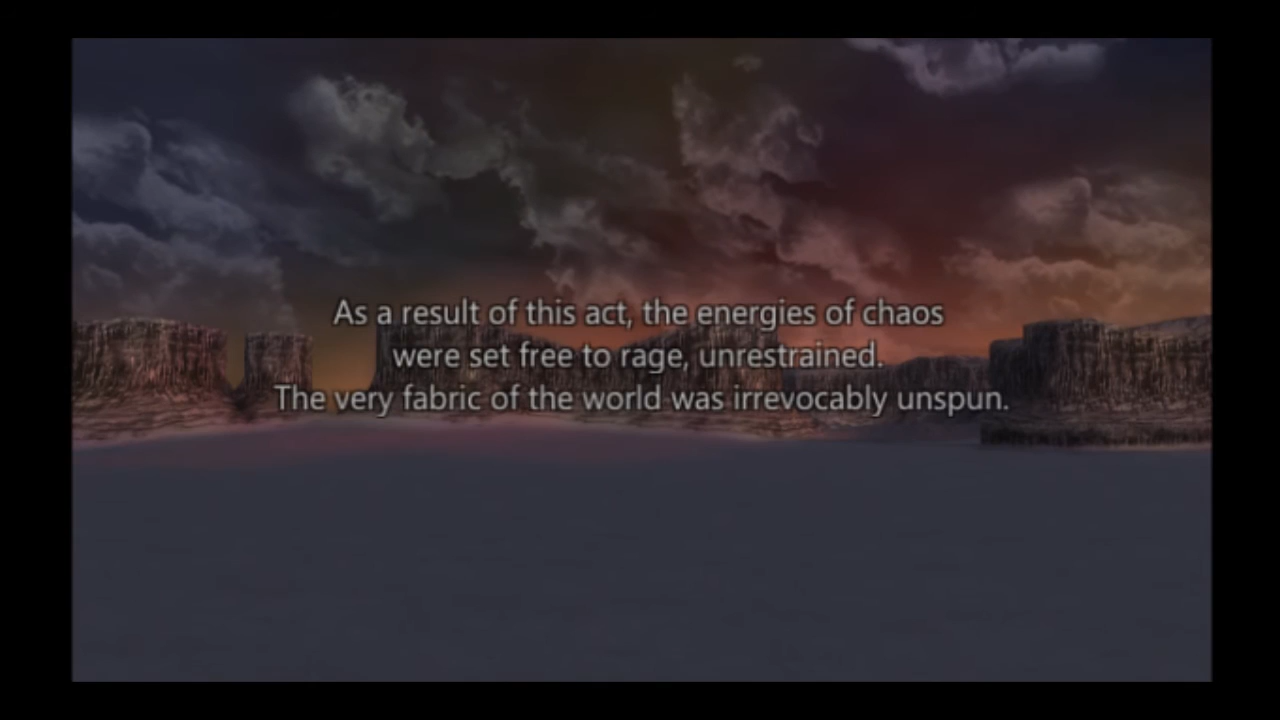 As a result of this act, the energies of chaos
were set free to rage, unrestrained.
The very fabric of the world was irrevocably unspun.